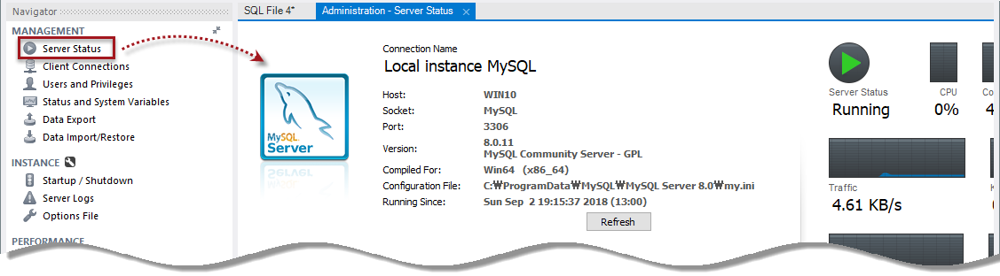 Navigator
MANAGEMENT
Server Status
Client Connections
Users and Privileges
Status and System Variables
Data Export
Data Import/Restore
INSTANCE
Startup / Shutdown
Server Logs
Options File
PERFORMANCE
SQL File 4*
Administration - Server Status
MySQL
Server
Connection Name
Local instance MySQL
Host: WIN10
Socket: MySQL
Port: 3306
Version: 8.0.11
MySQL Community Server - GPL
Compiled For: Win64 (x86_64)
Configuration File: C:₩ProgramData₩MySQL₩MySQL Server 8.0₩my.ini
Running Since: Sun Sep 2 19:15:37 2018 (13:00)
Refresh
Server Status
Running
CPU
0%
Co
4
Traffic
4.61 KB/s